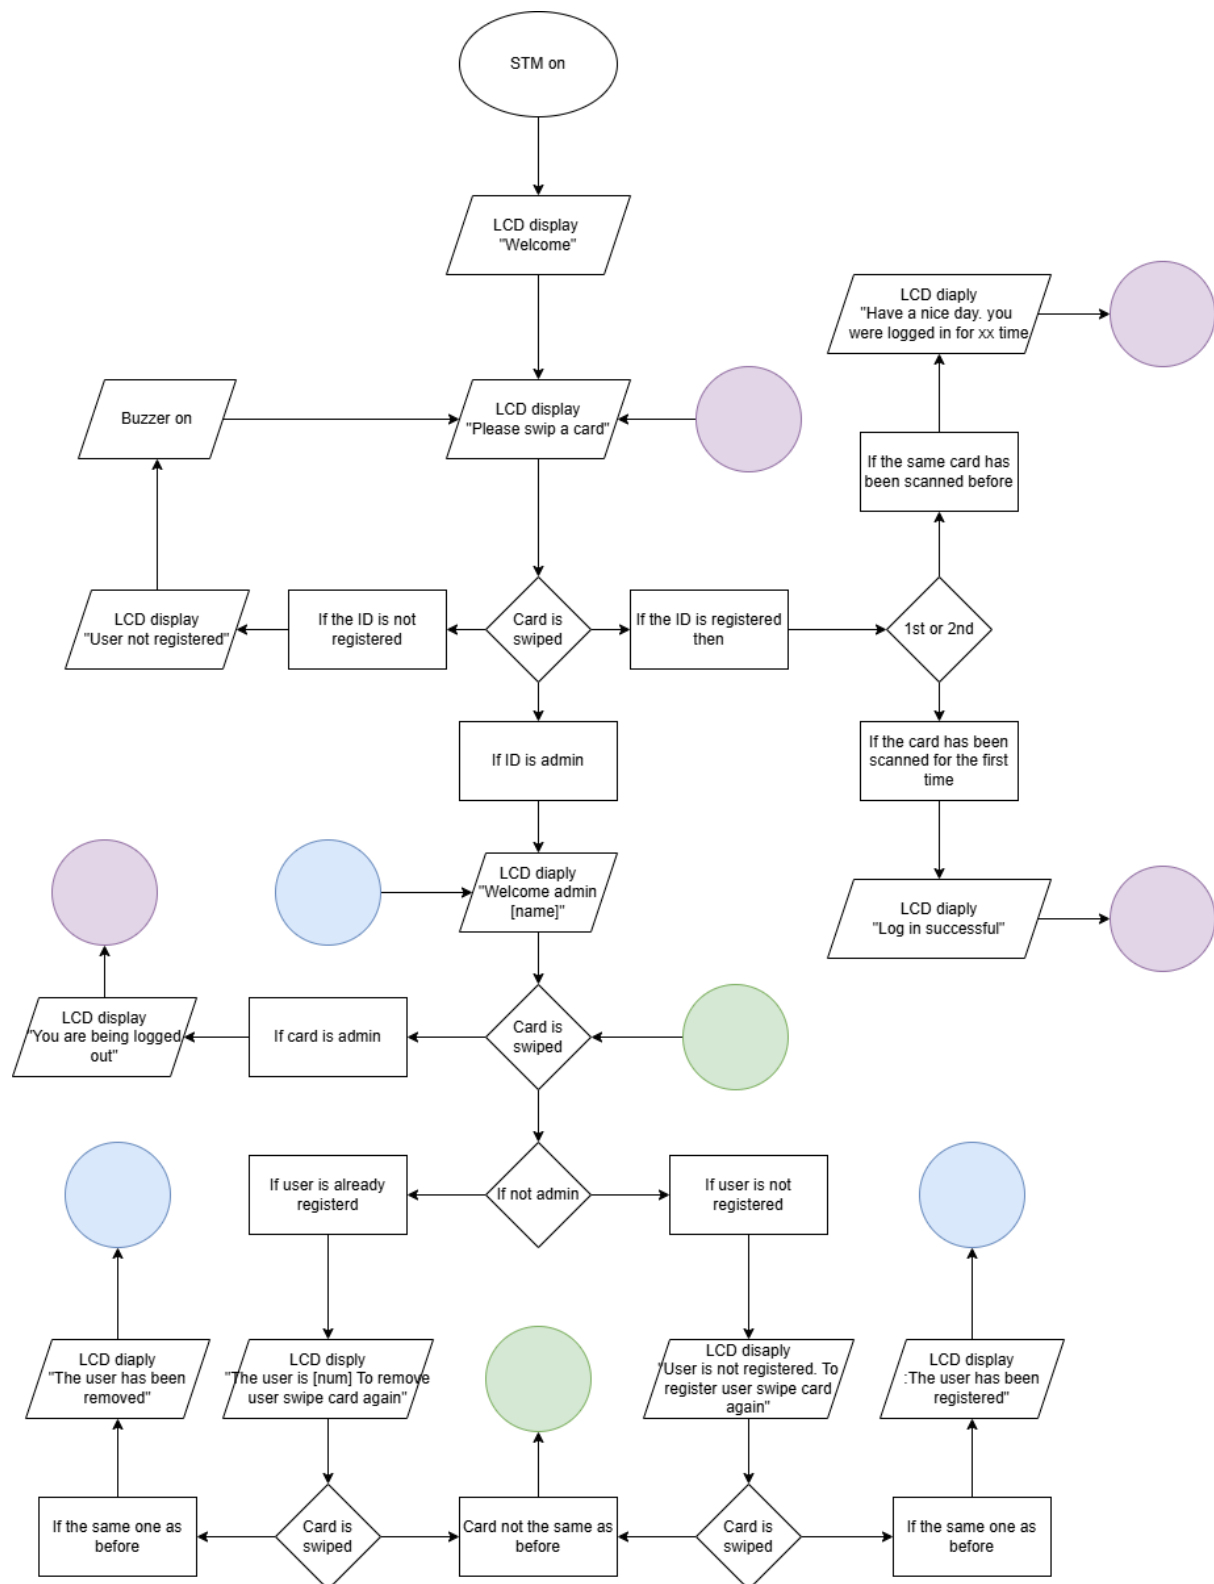 STM on
LCD display
"Welcome"
LCD diaply
"Have a nice day. you
were logged in for xx time
Buzzer on
LCD display
"Please swip a card"
If the same card has
been scanned before
LCD display
"User not registered"
If the ID is not
registered
Card is
swiped
If the ID is registered
then
1st or 2nd
If ID is admin
If the card has been
scanned for the first
time
LCD diaply
"Welcome admin
[name]"
LCD diaply
"Log in successful"
LCD display
"You are being logged
out"
If card is admin
Card is
swiped
If user is already
registerd
If not admin
If user is not
registered
LCD diaply
"The user has been
removed"
LCD disply
"The user is [num] To remove
user swipe card again"
LCD disaply
"User is not registered. To
register user swipe card
again"
LCD display
:The user has been
registered"
If the same one as
before
Card is
swiped
Card not the same as
before
Card is
swiped
If the same one as
before